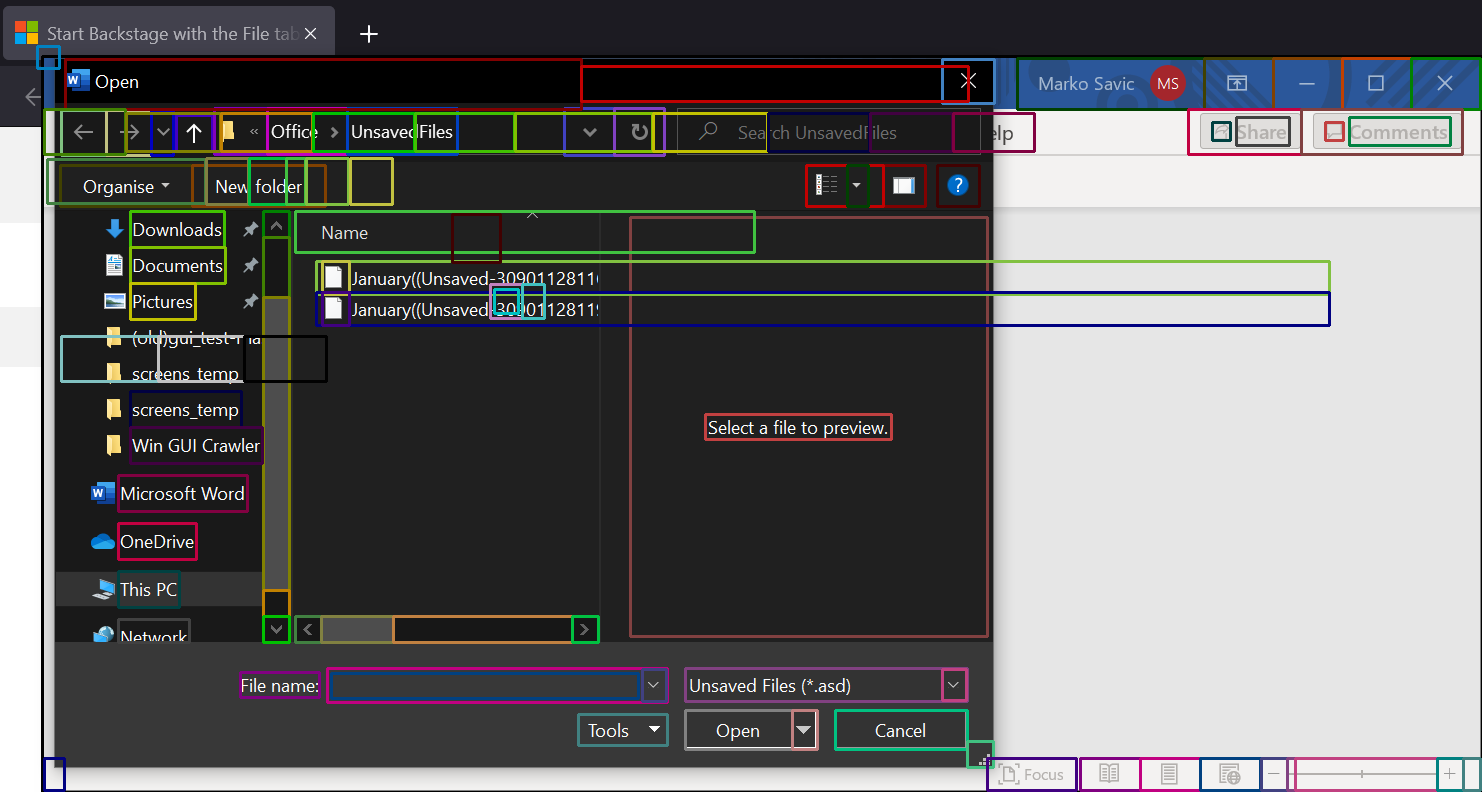 Start Backstage with the File tab
Open
Marko Savic MS
« Office > UnsavedFiles
Search UnsavedFiles
elp
Share
Comments
Organise
New folder
Downloads
Documents
Pictures
(old)gui_test-Pla
screens_temp
screens_temp
Win GUI Crawler
Microsoft Word
OneDrive
This PC
Network
Name
January((Unsaved-3090112811
January((Unsaved-30901128119
Select a file to preview.
File name:
Unsaved Files (*.asd)
Tools
Open
Cancel
Focus